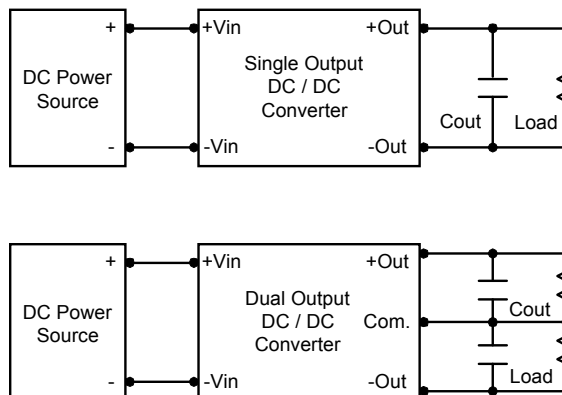 + +Vin +Out
Single Output
DC / DC
Converter
DC Power
Source
Cout Load
- -Vin -Out
+ +Vin +Out
Dual Output
DC / DC
Converter
DC Power
Source
Com.
Cout
Load
- -Vin -Out